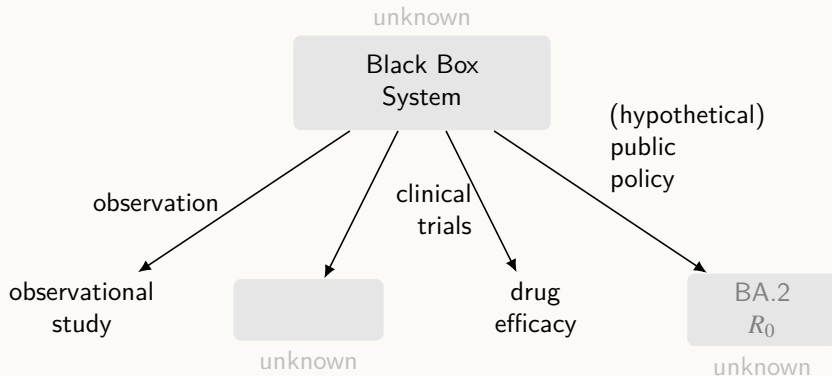 unknown
Black Box
System
(hypothetical)
public
policy
observation
clinical
trials
observational
study
unknown
drug
efficacy
BA.2
R₀
unknown